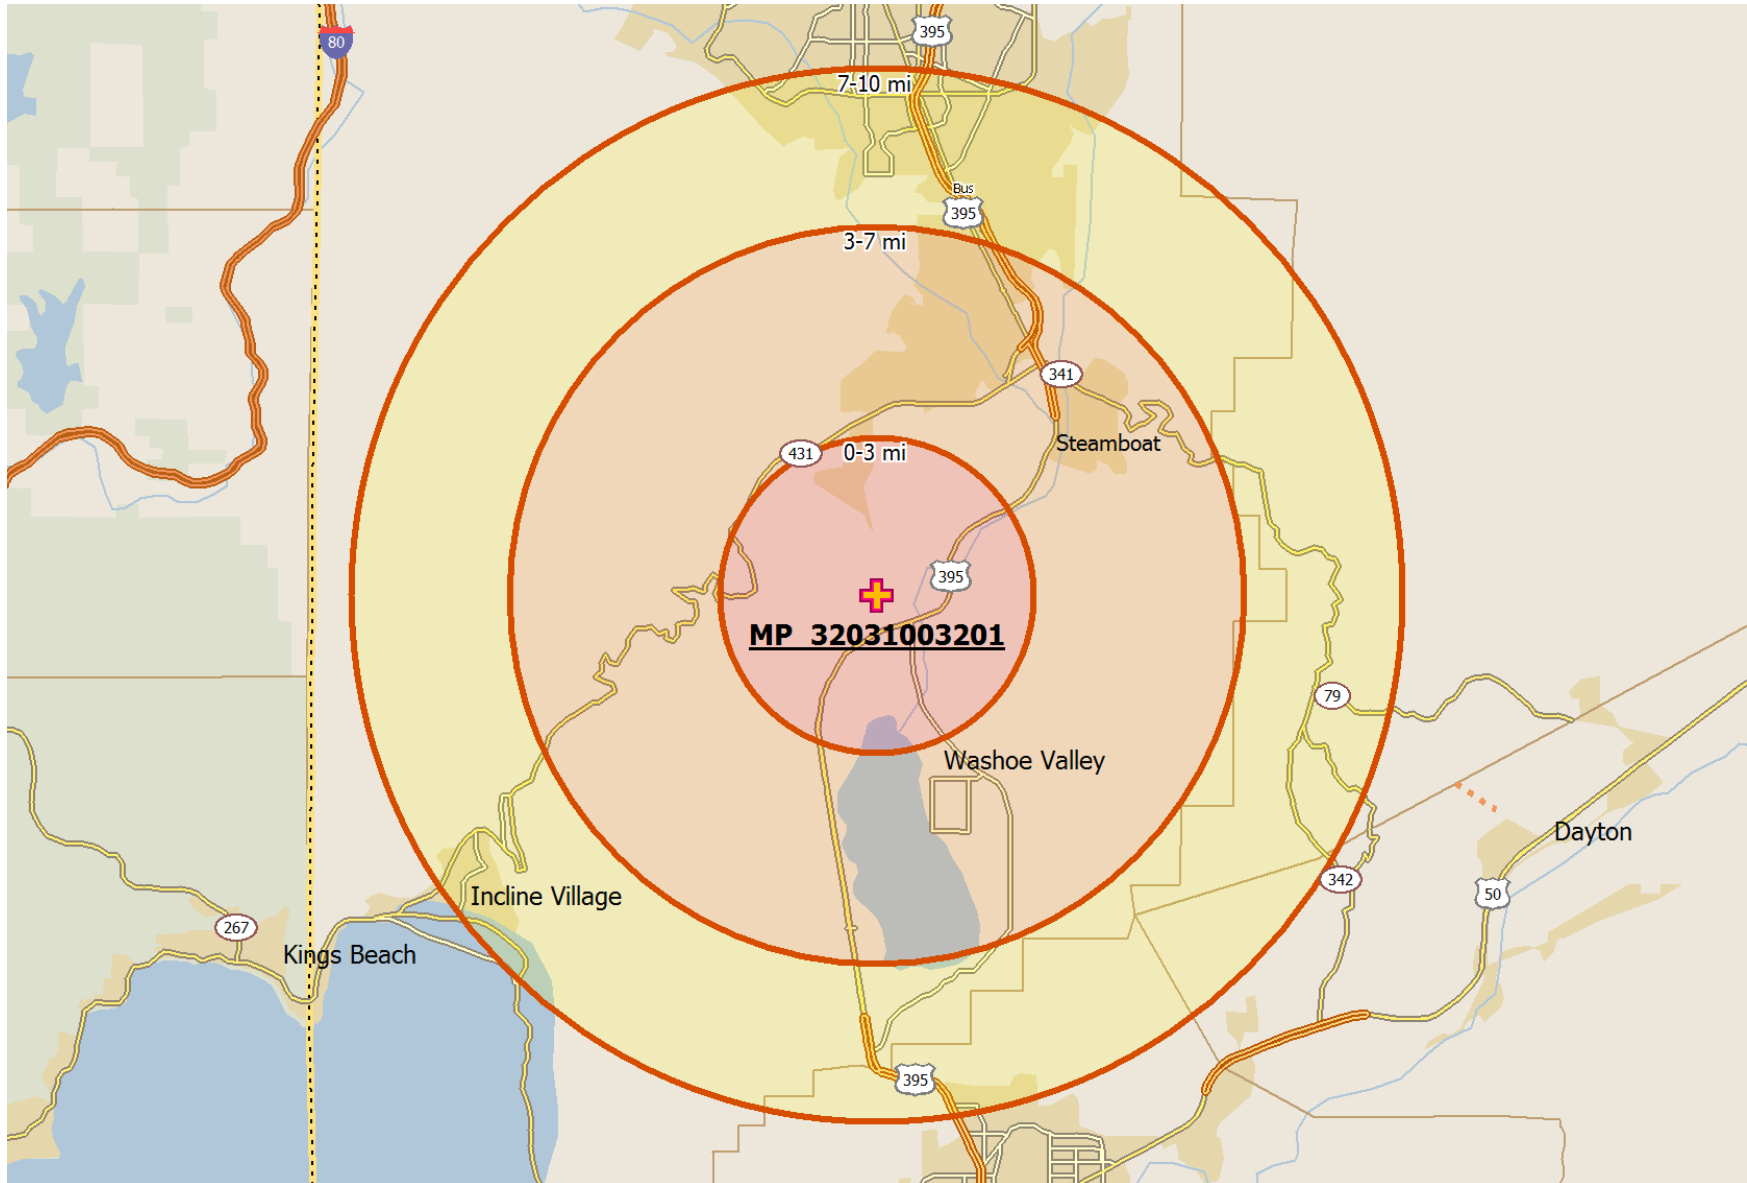 395
80
7-10 mi
Bus
395
3-7 mi
341
Steamboat
431
0-3 mi
395
MP 32031003201
79
Washoe Valley
Dayton
342
50
Incline Village
267
Kings Beach
395